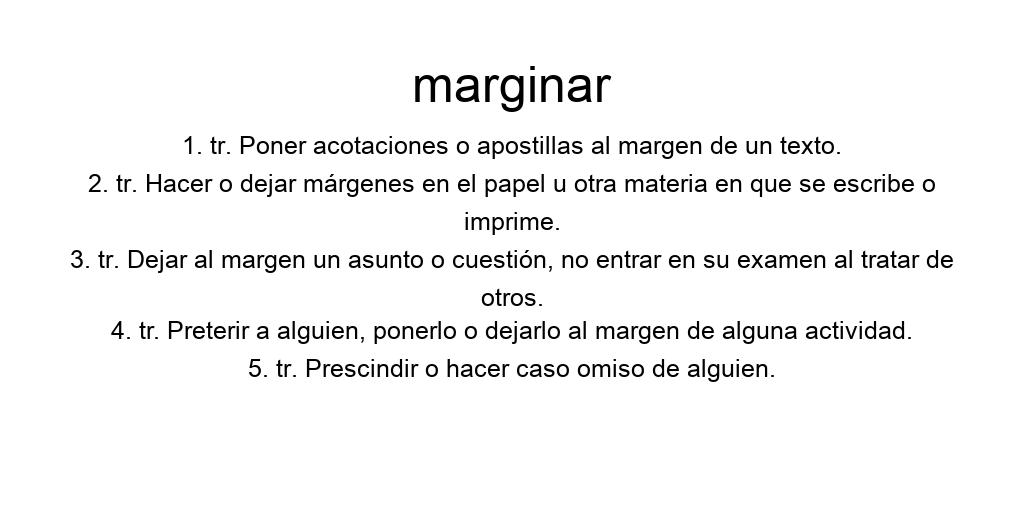 marginar
1. tr. Poner acotaciones o apostillas al margen de un texto.
2. tr. Hacer o dejar márgenes en el papel u otra materia en que se escribe o
imprime.
3. tr. Dejar al margen un asunto o cuestión, no entrar en su examen al tratar de
otros.
4. tr. Preterir a alguien, ponerlo o dejarlo al margen de alguna actividad.
5. tr. Prescindir o hacer caso omiso de alguien.